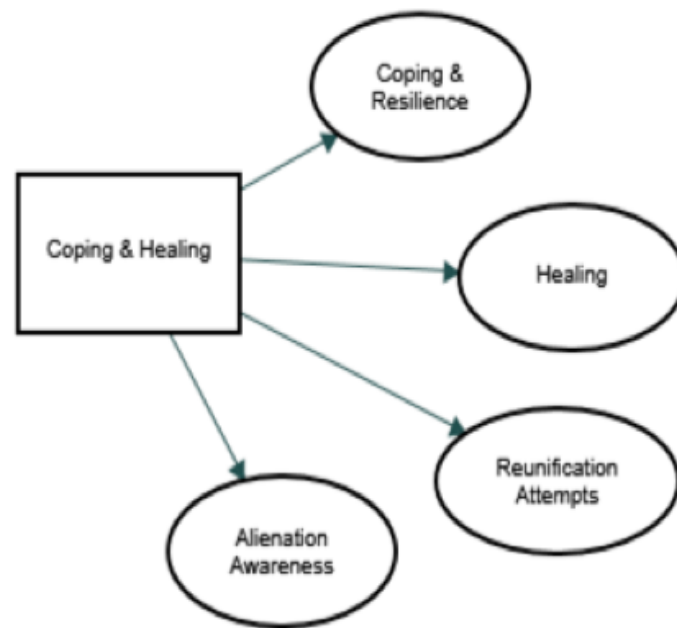 Coping &
Resilience
Coping & Healing
Healing
Reunification
Attempts
Alienation
Awareness